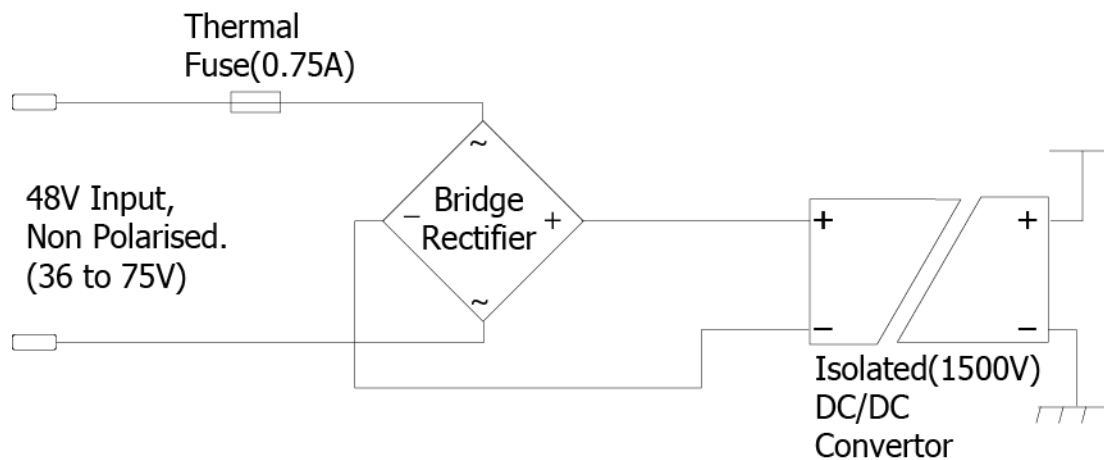 Thermal
Fuse(0.75A)
~
48V Input,
Non Polarised.
(36 to 75V)
− Bridge +
Rectifier
~
+
−
+
−
Isolated(1500V)
DC/DC
Convertor